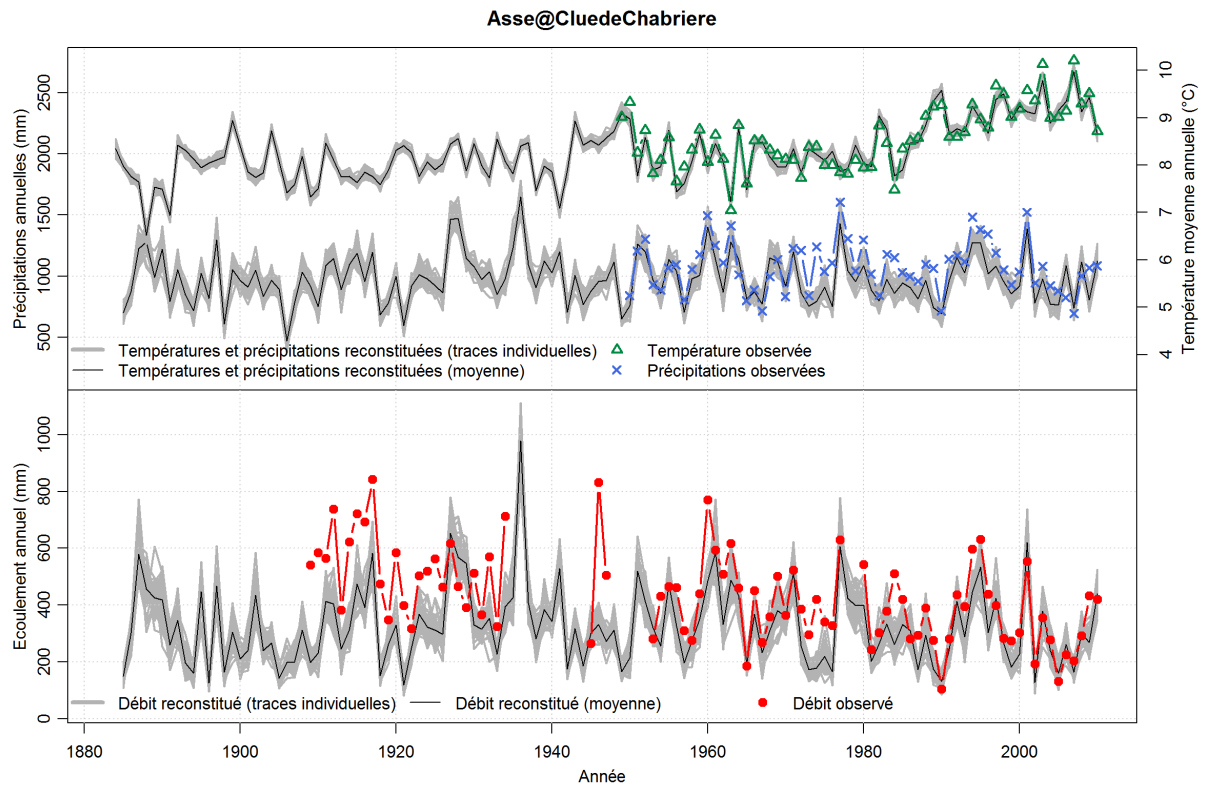 Asse@CluedeChabriere
Précipitations annuelles (mm)
500
1000
1500
2000
2500
Température moyenne annuelle (°C)
4
5
6
7
8
9
10
Températures et précipitations reconstituées (traces individuelles)
Température observée
Températures et précipitations reconstituées (moyenne)
Précipitations observées
Ecoulement annuel (mm)
0
200
400
600
800
1000
Débit reconstitué (traces individuelles)
Débit reconstitué (moyenne)
Débit observé
1880 1900 1920 1940 1960 1980 2000
Année